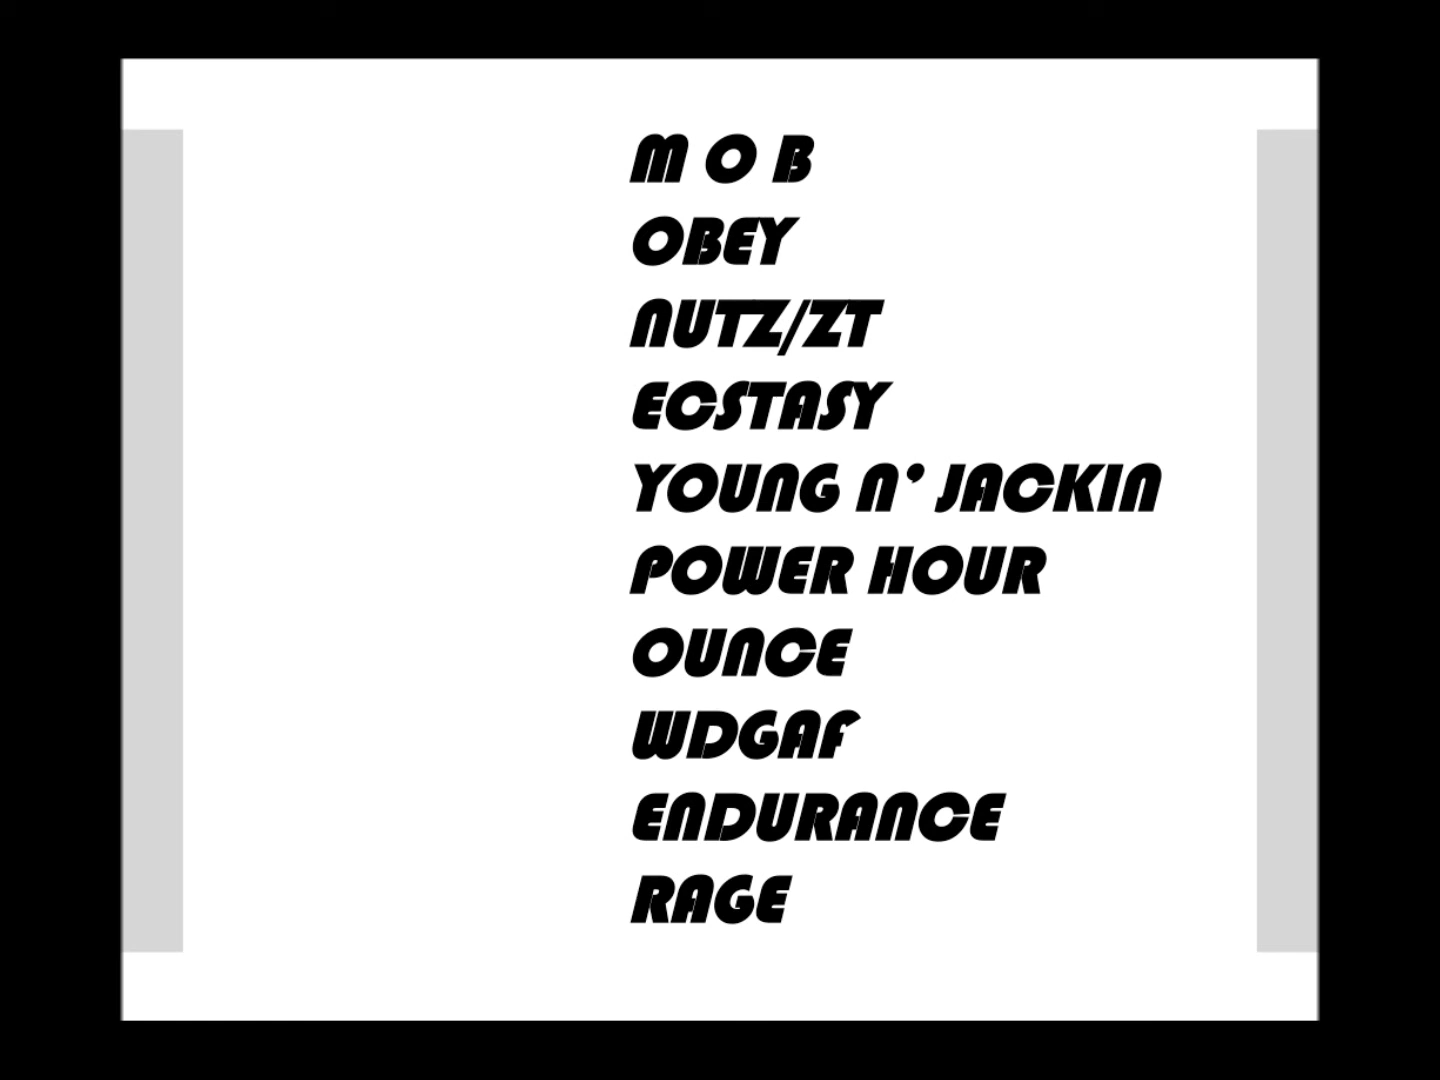 M O B
OBEY
NUTZ/ZT
ECSTASY
YOUNG N' JACKIN
POWER HOUR
OUNCE
WDGAF
ENDURANCE
RAGE